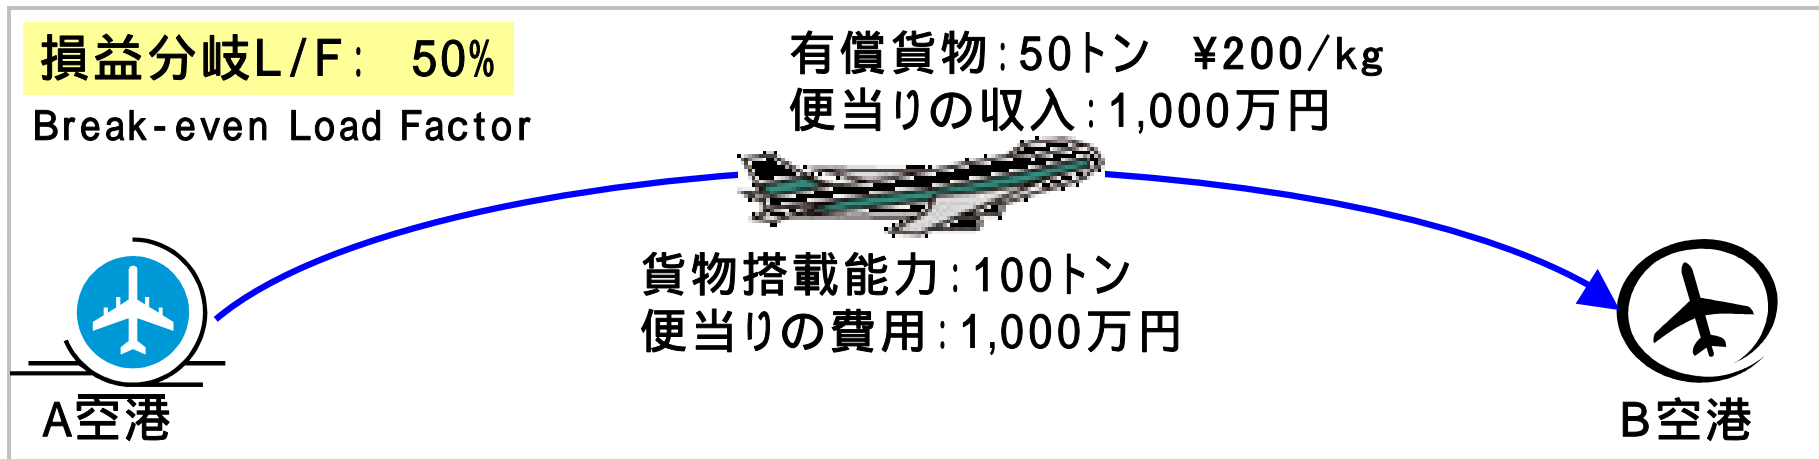 損益分岐L/F: 50%
Break-even Load Factor
有償貨物:50トン ¥200/kg
便当りの収入:1,000万円
貨物搭載能力:100トン
便当りの費用:1,000万円
A空港
B空港